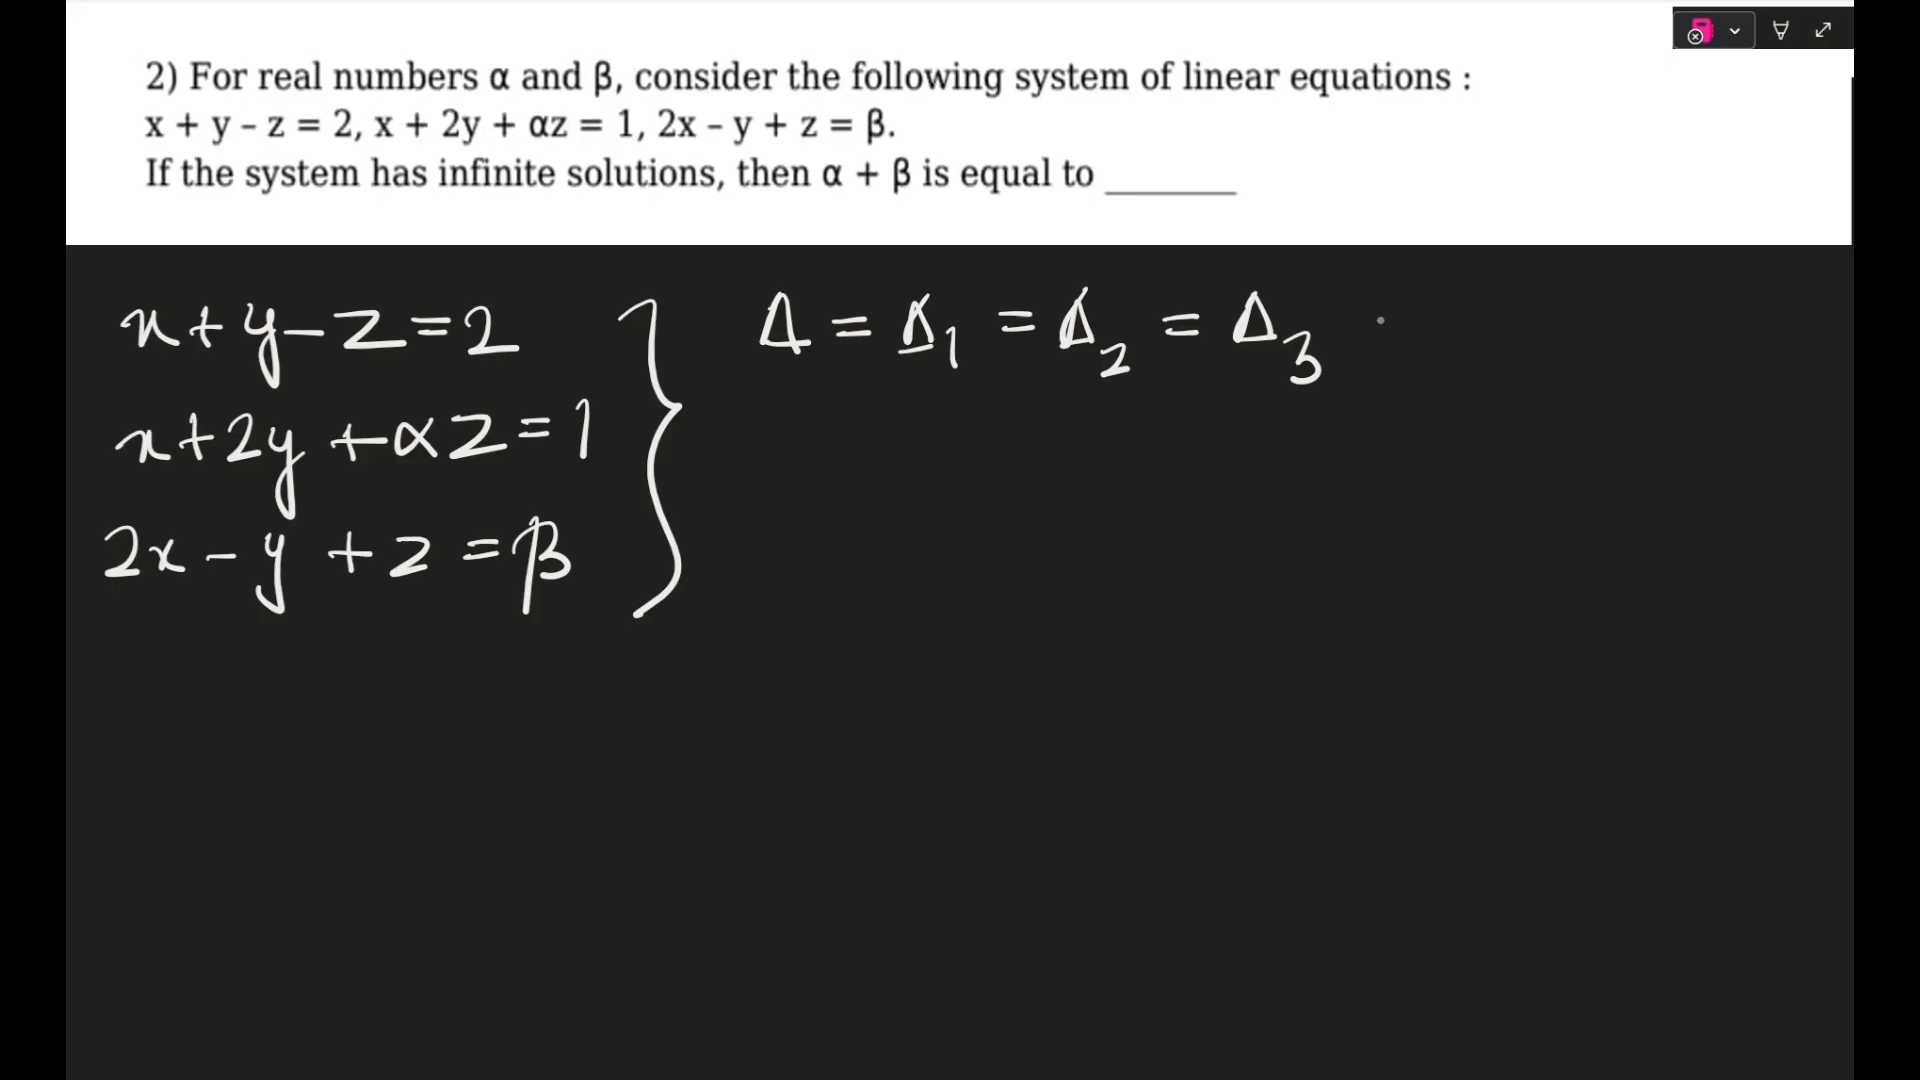 2) For real numbers α and β, consider the following system of linear equations :
x + y – z = 2, x + 2y + αz = 1, 2x – y + z = β.
If the system has infinite solutions, then α + β is equal to ________
x+y-z=2
x+2y+αz=1
2x-y+z=β
Δ = Δ1 = Δ2 = Δ3